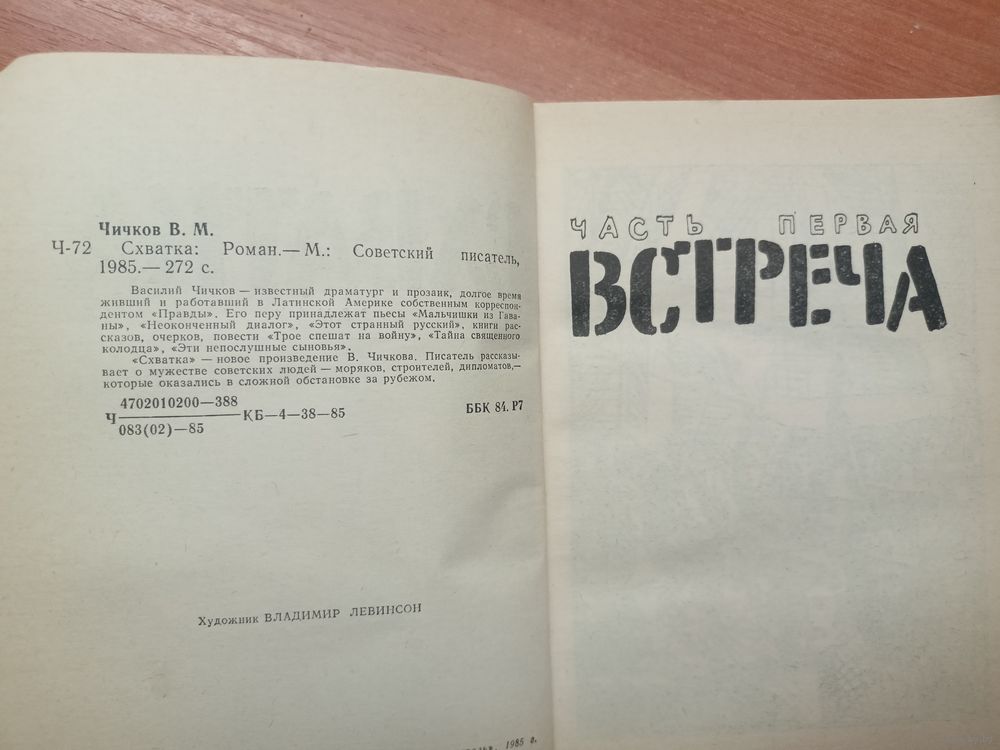 Чичков В. М.
Ч-72 Схватка: Роман.— М.: Советский писатель,
1985.— 272 с.
Василий Чичков — известный драматург и прозаик, долгое время
живший и работавший в Латинской Америке собственным корреспон-
дентом «Правды». Его перу принадлежат пьесы «Мальчишки из Гава-
ны», «Неоконченный диалог», «Этот странный русский», книги рас-
сказов, очерков, повести «Трое спешат на войну», «Тайна священного
колодца», «Эти непослушные сыновья».
«Схватка» — новое произведение В. Чичкова. Писатель рассказы-
вает о мужестве советских людей — моряков, строителей, дипломатов,—
которые оказались в сложной обстановке за рубежом.
4702010200—388
Ч КБ—4—38—85 ББК 84. Р7
083(02)—85
Художник ВЛАДИМИР ЛЕВИНСОН
1985 г.
ЧАСТЬ ПЕРВАЯ
ВСТРЕЧА